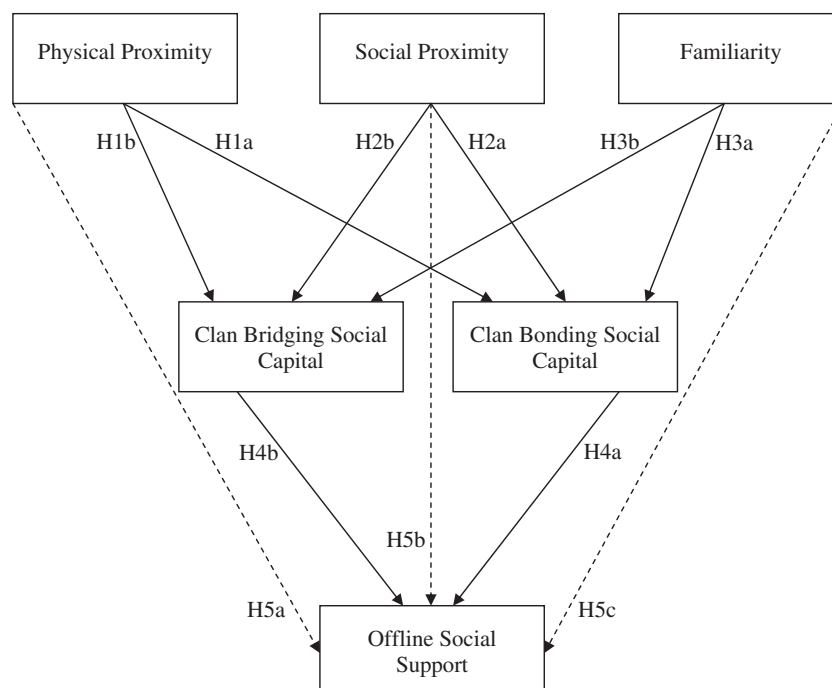 Physical Proximity
Social Proximity
Familiarity
H1b
H1a
H2b
H2a
H3b
H3a
Clan Bridging Social
Capital
Clan Bonding Social
Capital
H4b
H4a
H5b
H5a
H5c
Offline Social
Support